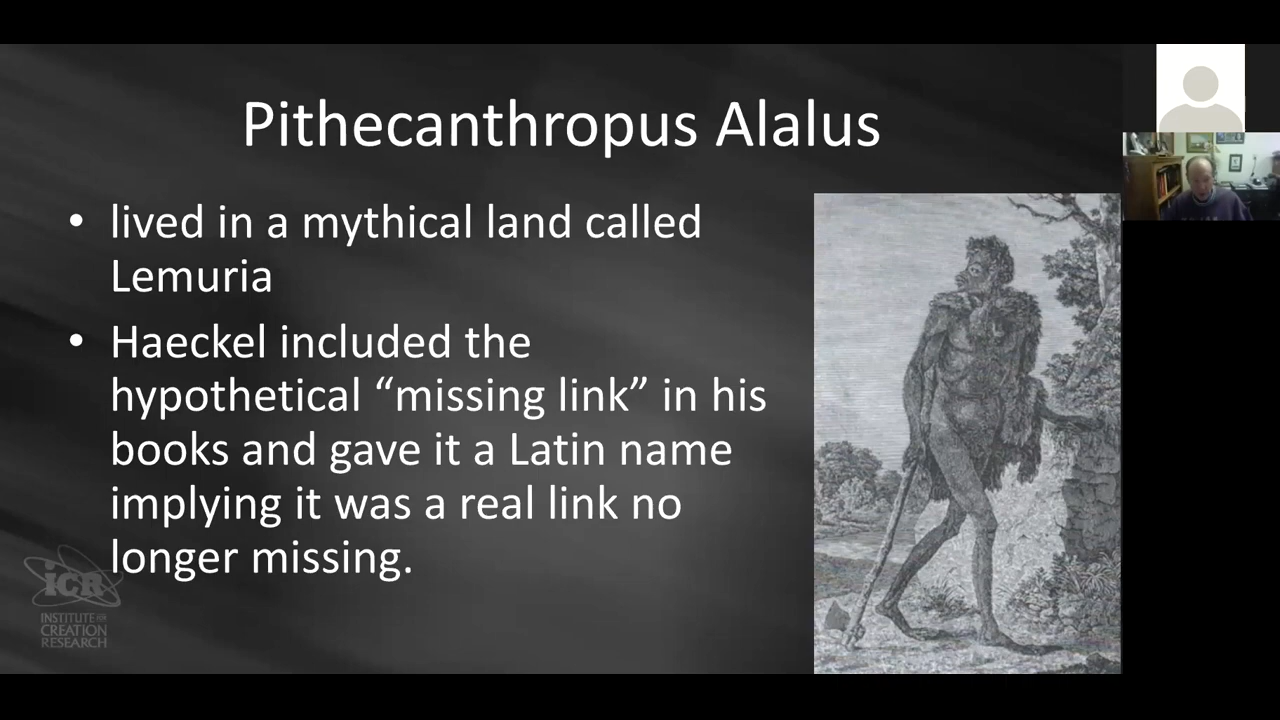 Pithecanthropus Alalus
• lived in a mythical land called
Lemuria
• Haeckel included the
hypothetical “missing link” in his
books and gave it a Latin name
implying it was a real link no
longer missing.
iCR
INSTITUTE FOR
CREATION
RESEARCH